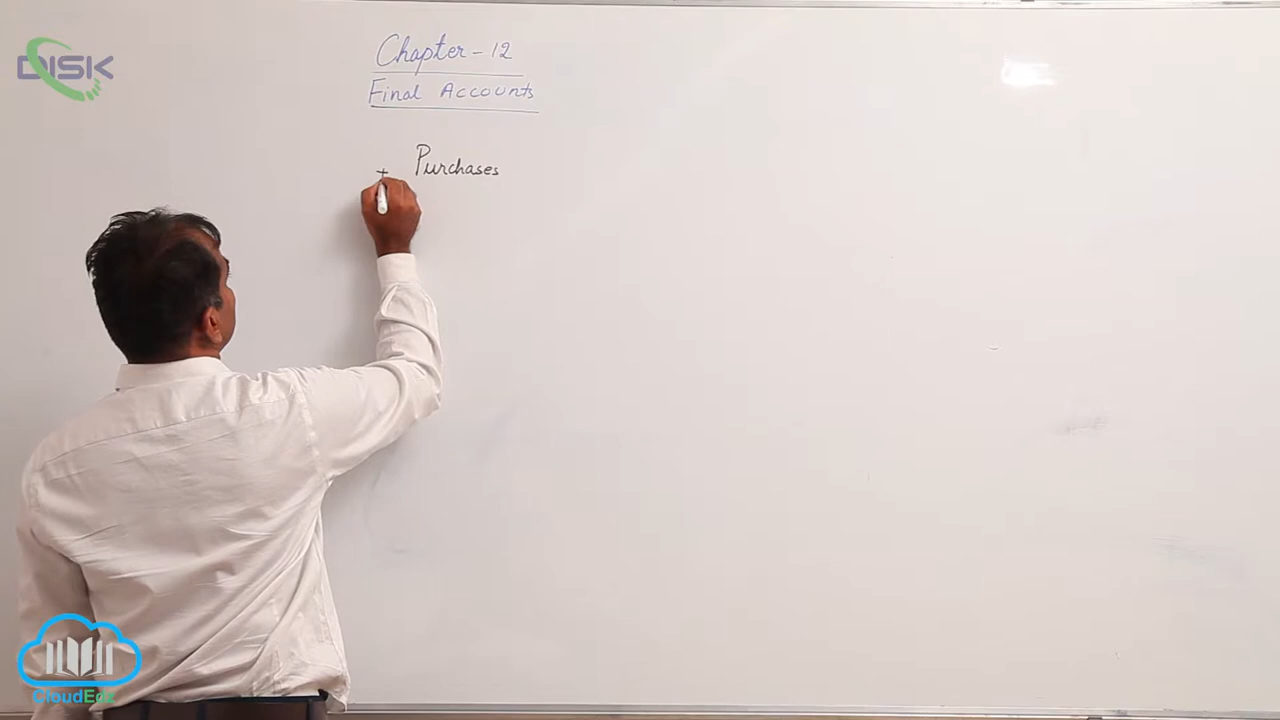 DISK
Chapter - 12
Final Accounts
Purchases
+
CloudEdz